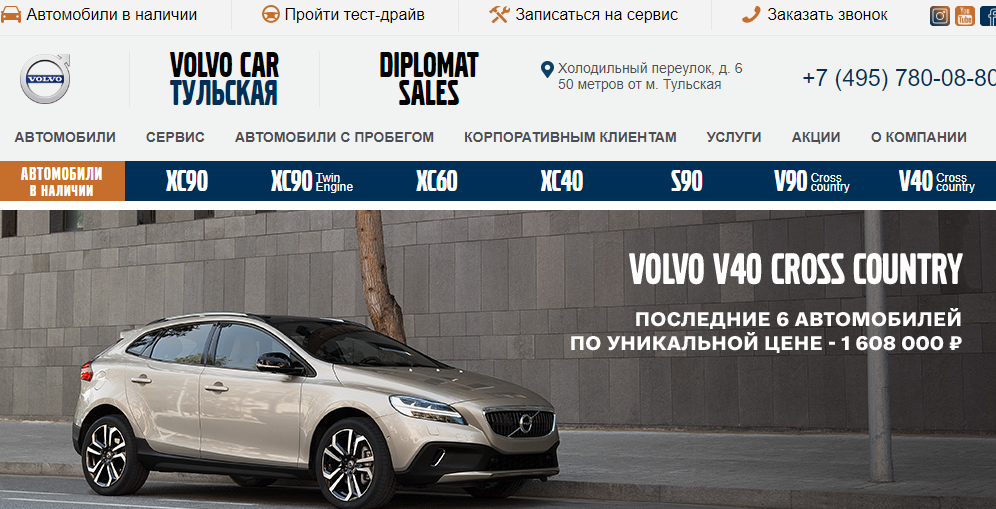 Автомобили в наличии
Пройти тест-драйв
Записаться на сервис
Заказать звонок
You
Tube
VOLVO
VOLVO CAR
ТУЛЬСКАЯ
DIPLOMAT
SALES
Холодильный переулок, д. 6
50 метров от м. Тульская
+7 (495) 780-08-80
АВТОМОБИЛИ
СЕРВИС
АВТОМОБИЛИ С ПРОБЕГОМ
КОРПОРАТИВНЫМ КЛИЕНТАМ
УСЛУГИ
АКЦИИ
О КОМПАНИИ
АВТОМОБИЛИ
В НАЛИЧИИ
XC90
XC90 Twin
Engine
XC60
XC40
S90
V90 Cross
country
V40 Cross
country
VOLVO V40 CROSS COUNTRY
ПОСЛЕДНИЕ 6 АВТОМОБИЛЕЙ
ПО УНИКАЛЬНОЙ ЦЕНЕ - 1 608 000 ₽